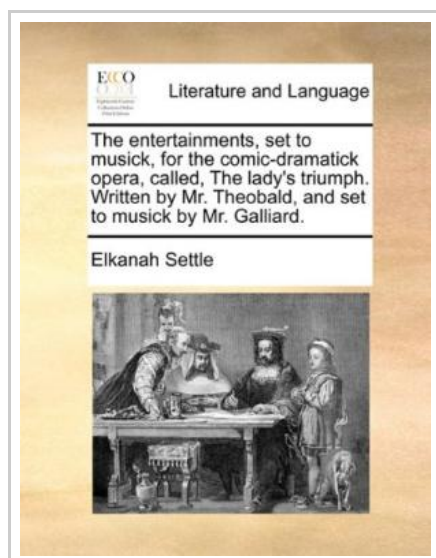 ECCO
Literature and Language
The entertainments, set to
musick, for the comic-dramatick
opera, called, The lady's triumph.
Written by Mr. Theobald, and set
to musick by Mr. Galliard.
Elkanah Settle